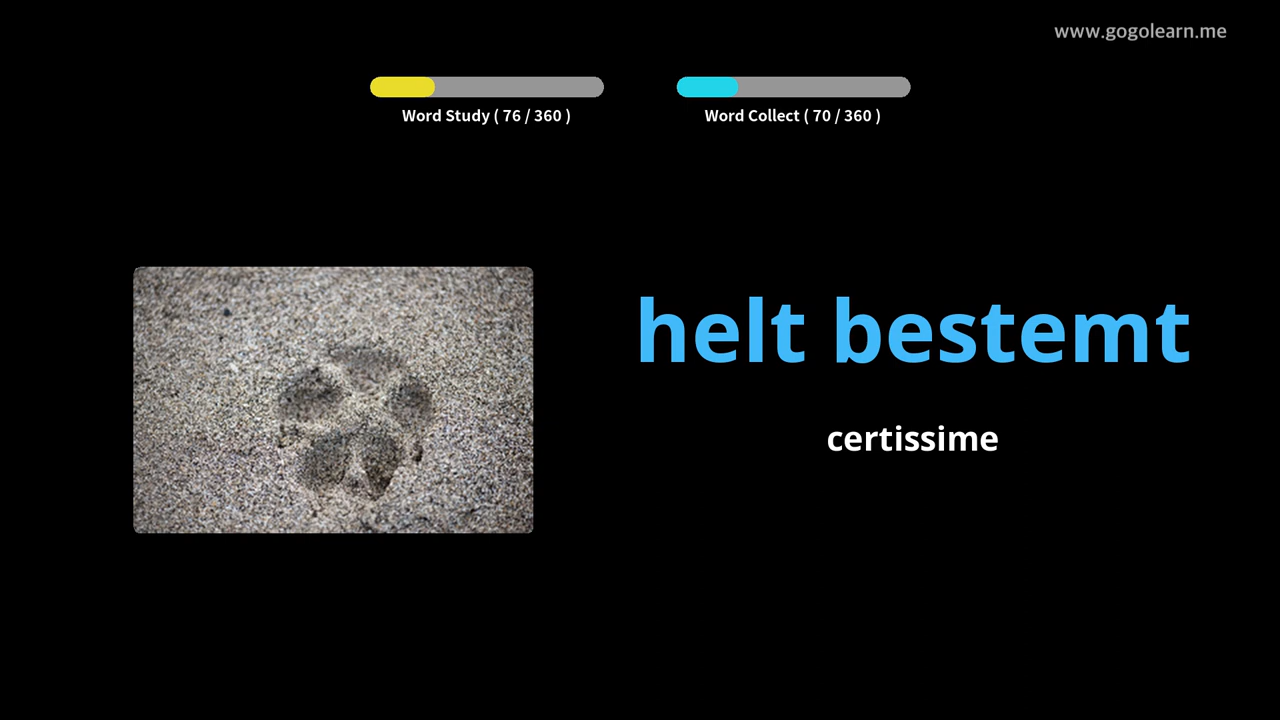 www.gogolearn.me
Word Study ( 76 / 360 )
Word Collect ( 70 / 360 )
helt bestemt
certissime